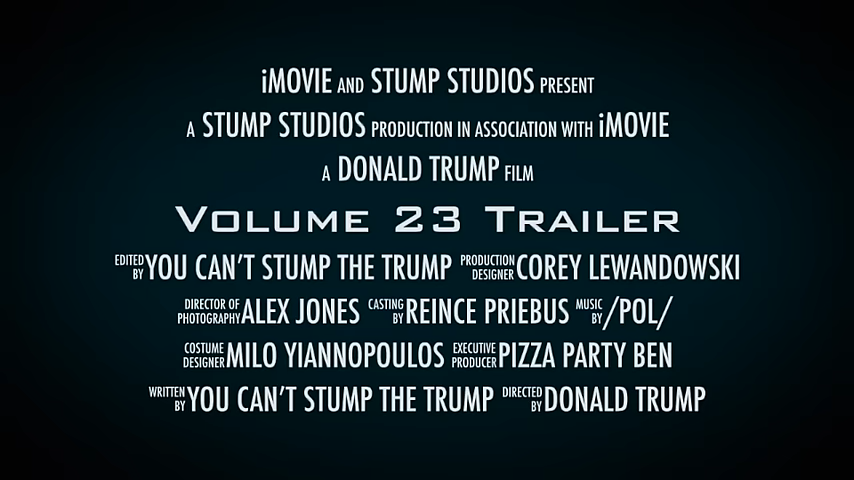 iMOVIE AND STUMP STUDIOS PRESENT
A STUMP STUDIOS PRODUCTION IN ASSOCIATION WITH iMOVIE
A DONALD TRUMP FILM
VOLUME 23 TRAILER
EDITED BY YOU CAN'T STUMP THE TRUMP PRODUCTION DESIGNER COREY LEWANDOWSKI
DIRECTOR OF PHOTOGRAPHY ALEX JONES CASTING BY REINCE PRIEBUS MUSIC BY /POL/
COSTUME DESIGNER MILO YIANNOPOULOS EXECUTIVE PRODUCER PIZZA PARTY BEN
WRITTEN BY YOU CAN'T STUMP THE TRUMP DIRECTED BY DONALD TRUMP